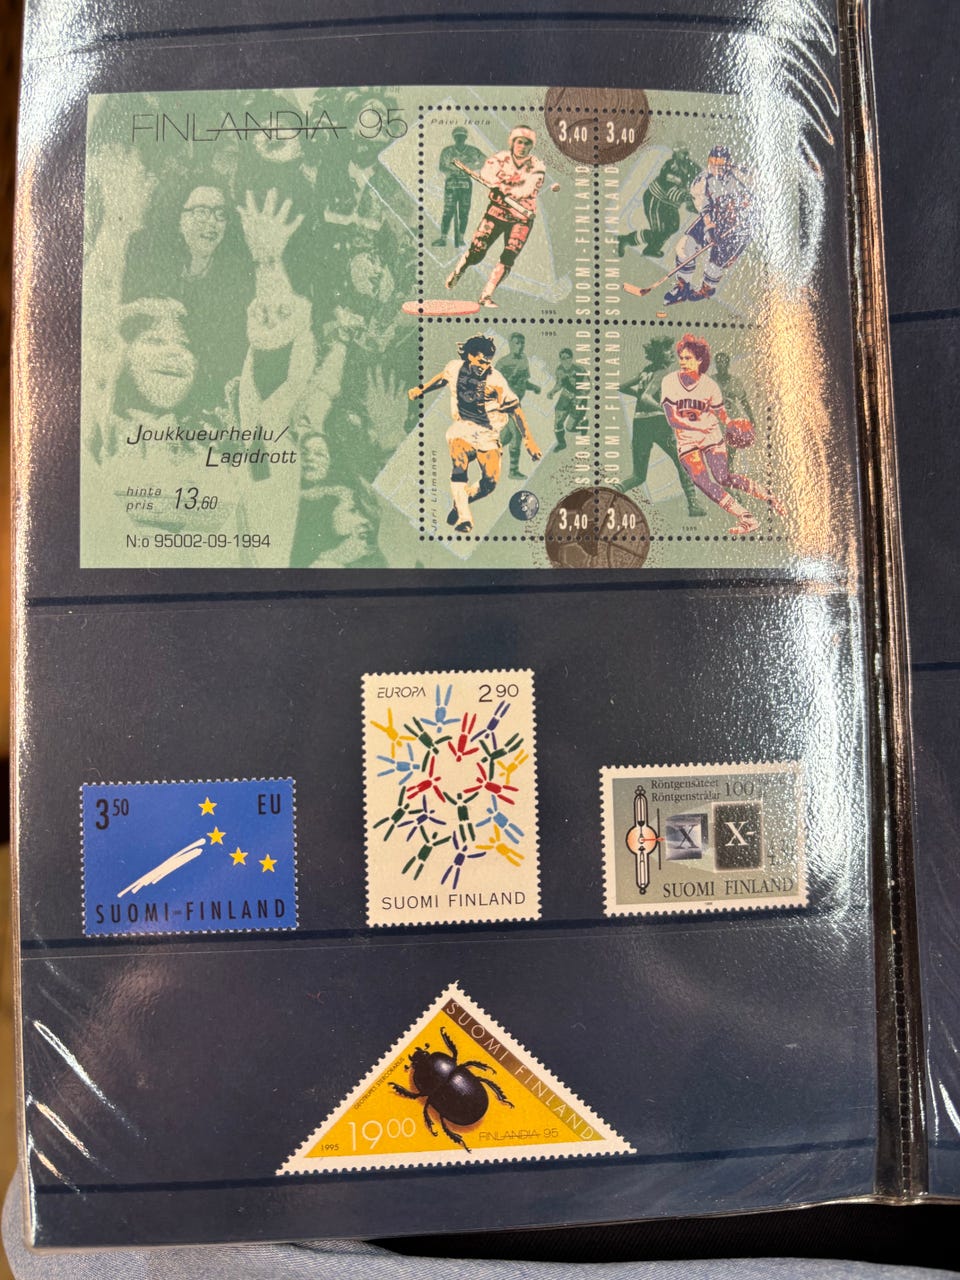 FINLANDIA 95
Päivi Ikola
3,40
3,40
SUOMI·FINLAND
SUOMI·FINLAND
1995
1995
Jari Litmanen
SUOMI·FINLAND
SUOMI·FINLAND
3,40
3,40
1995
Joukkueurheilu/
Lagidrott
hinta
pris 13,60
N:o 95002-09-1994
EUROPA 2 90
SUOMI FINLAND
3 50 EU
SUOMI-FINLAND
Röntgensäteet
Röntgenstrålar 100
X X-
SUOMI FINLAND
SUOMI FINLAND
GEOTRUPES STERCORARIUS
1995 19 00 FINLANDIA 95